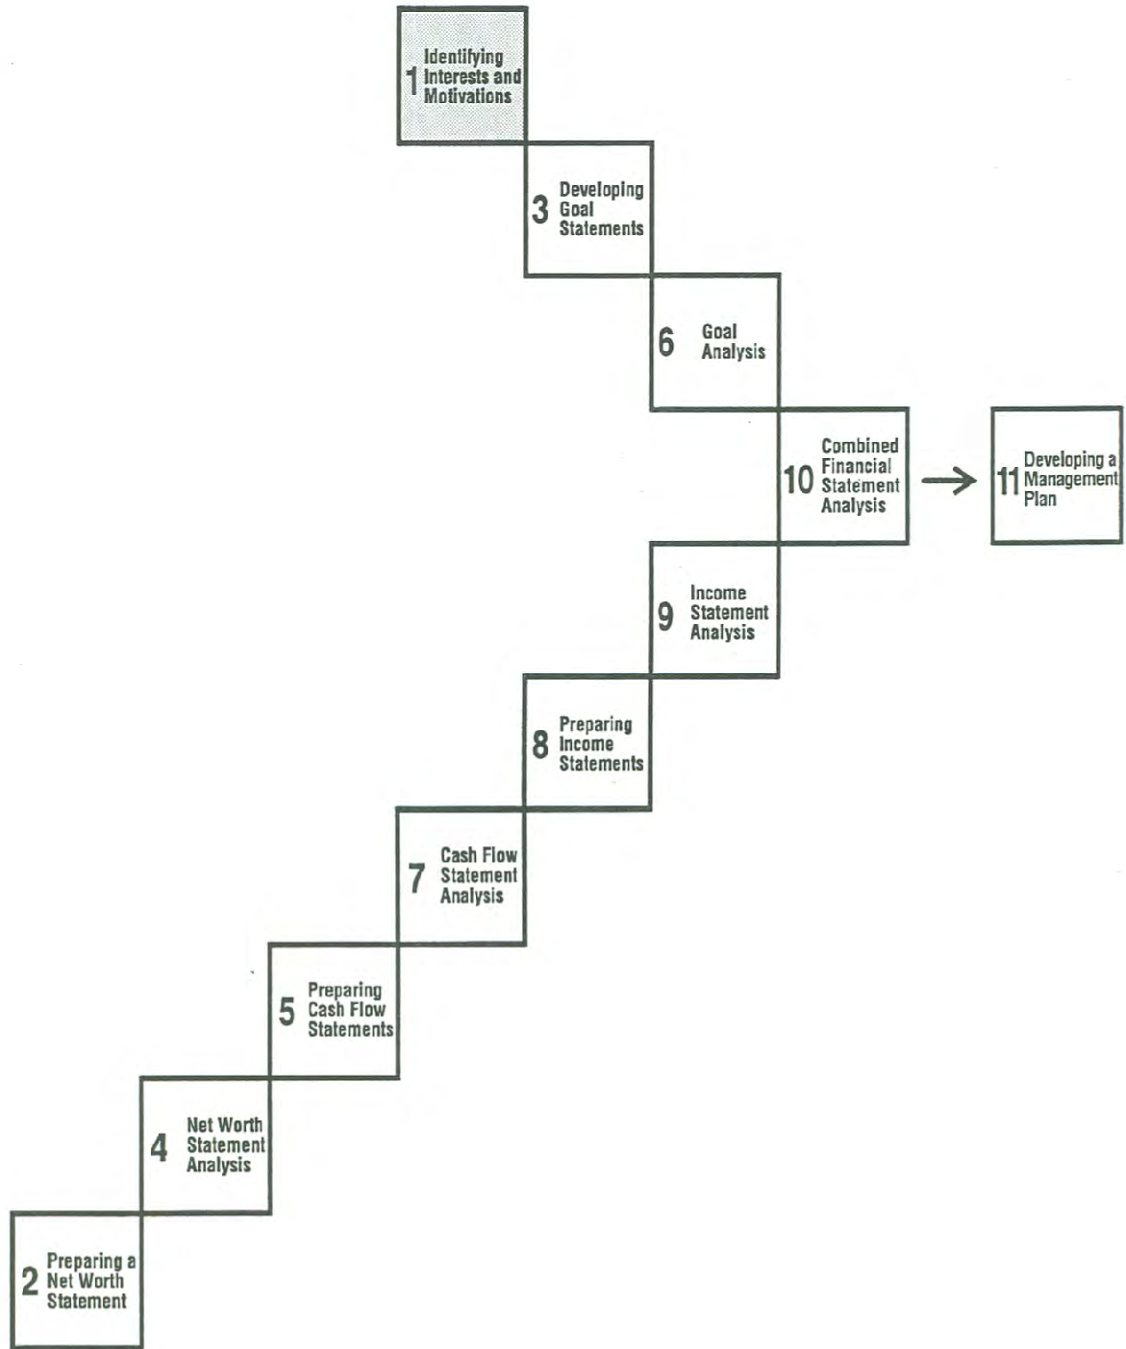 1 Identifying
Interests and
Motivations
3 Developing
Goal
Statements
6 Goal
Analysis
10 Combined
Financial
Statement
Analysis
11 Developing a
Management
Plan
9 Income
Statement
Analysis
8 Preparing
Income
Statements
7 Cash Flow
Statement
Analysis
5 Preparing
Cash Flow
Statements
4 Net Worth
Statement
Analysis
2 Preparing a
Net Worth
Statement